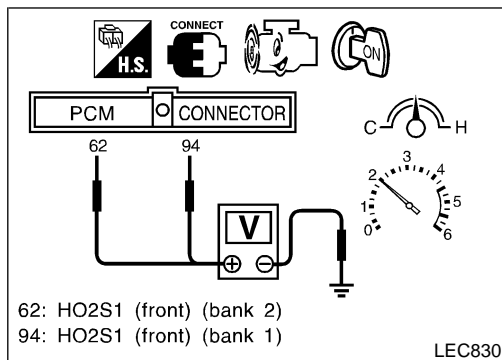 CONNECT
H.S.
ON
PCM CONNECTOR
C H
62 94
0 1 2 3 4 5 6
V
+ −
62: HO2S1 (front) (bank 2)
94: HO2S1 (front) (bank 1)
LEC830